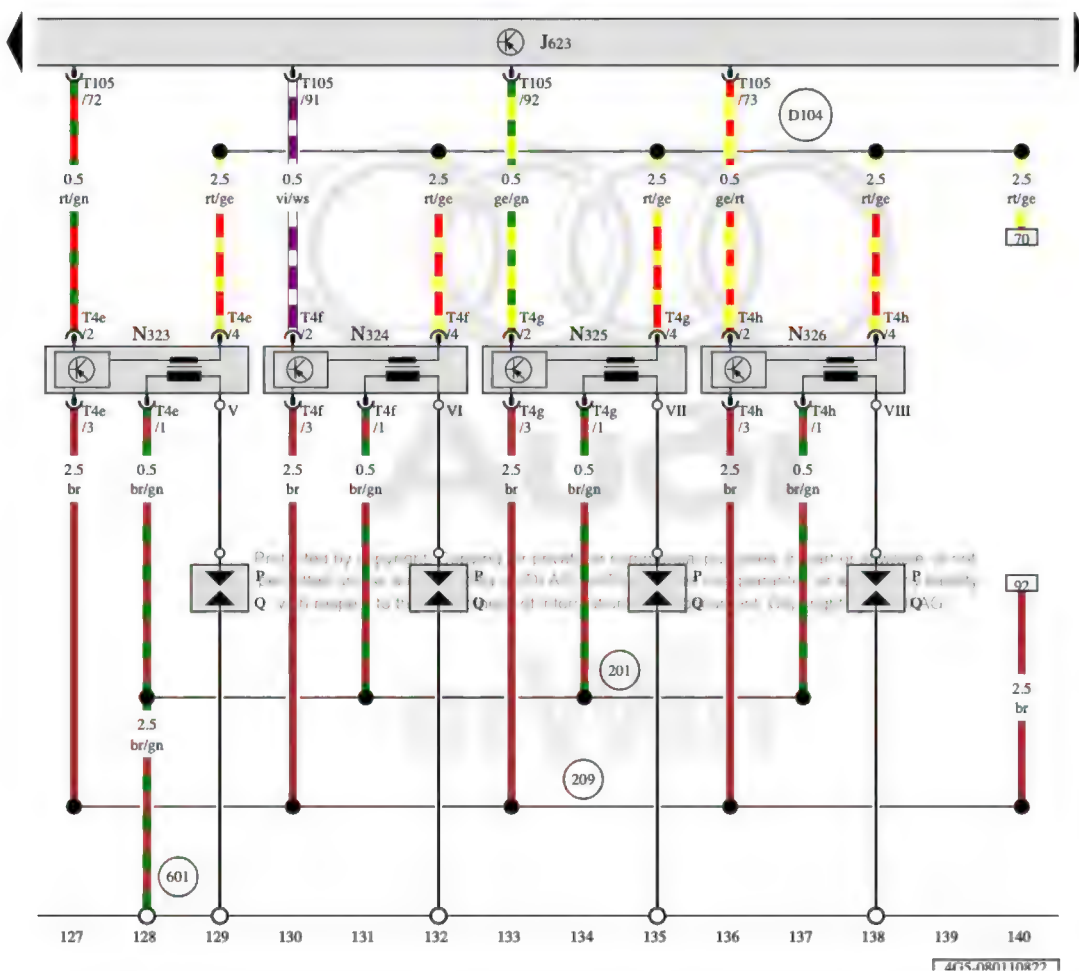 J623
T105 T105 T105 T105
/72 /91 /92 /73
D104
0.5 2.5 0.5 2.5 0.5 2.5 0.5 2.5 2.5
rt/gn rt/ge vi/ws rt/ge ge/gn rt/ge ge/rt rt/ge rt/ge
70
T4e T4e T4f T4f T4g T4g T4h T4h
/2 N323 /4 /2 N324 /4 /2 N325 /4 /2 N326 /4
T4e T4e V T4f T4f VI T4g T4g VII T4h T4h VIII
/3 /1 /3 /1 /3 /1 /3 /1
2.5 0.5 2.5 0.5 2.5 0.5 2.5 0.5
br br/gn br br/gn br br/gn br br/gn
Audi
P P P P
92
Q Q Q Q
201
2.5 2.5
br/gn br
209
601
127 128 129 130 131 132 133 134 135 136 137 138 139 140
4G5-080110822